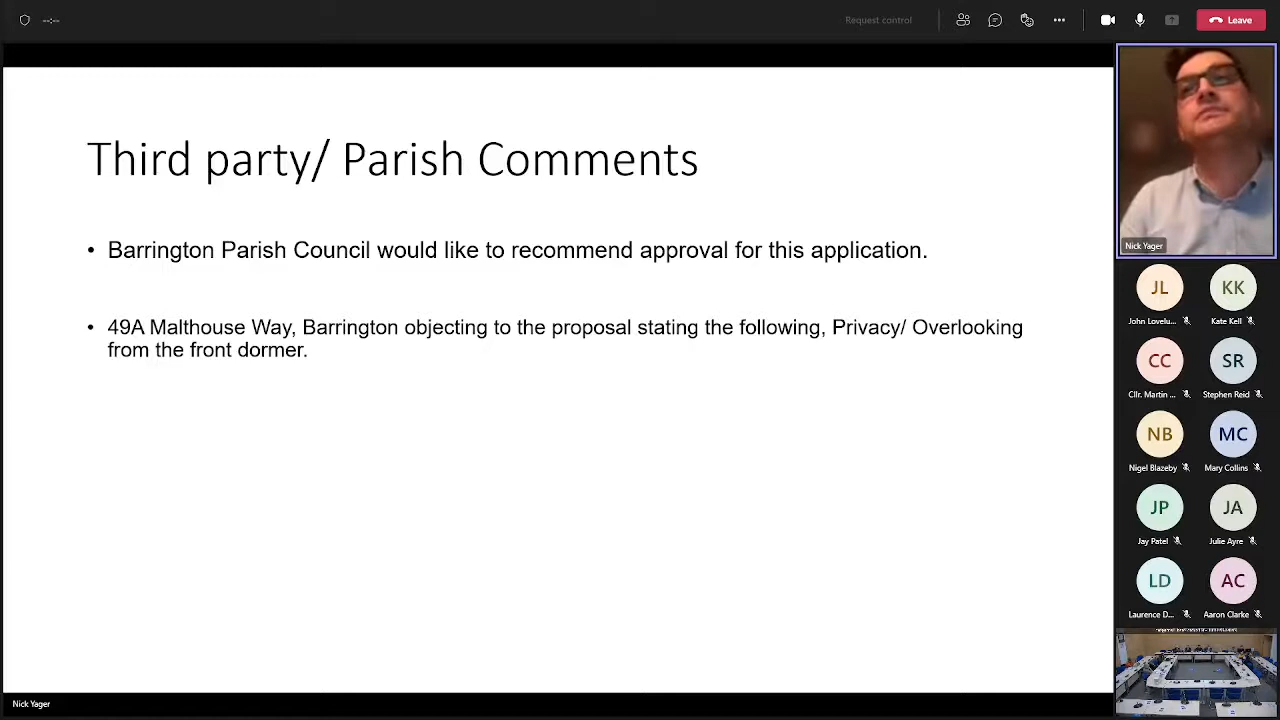 --:--
Request control
Leave
Third party/ Parish Comments
• Barrington Parish Council would like to recommend approval for this application.
• 49A Malthouse Way, Barrington objecting to the proposal stating the following, Privacy/ Overlooking
from the front dormer.
Nick Yager
JL
KK
John Lovelu...
Kate Kell
CC
SR
Cllr. Martin ...
Stephen Reid
NB
MC
Nigel Blazeby
Mary Collins
JP
JA
Jay Patel
Julie Ayre
LD
AC
Laurence D...
Aaron Clarke
Nick Yager